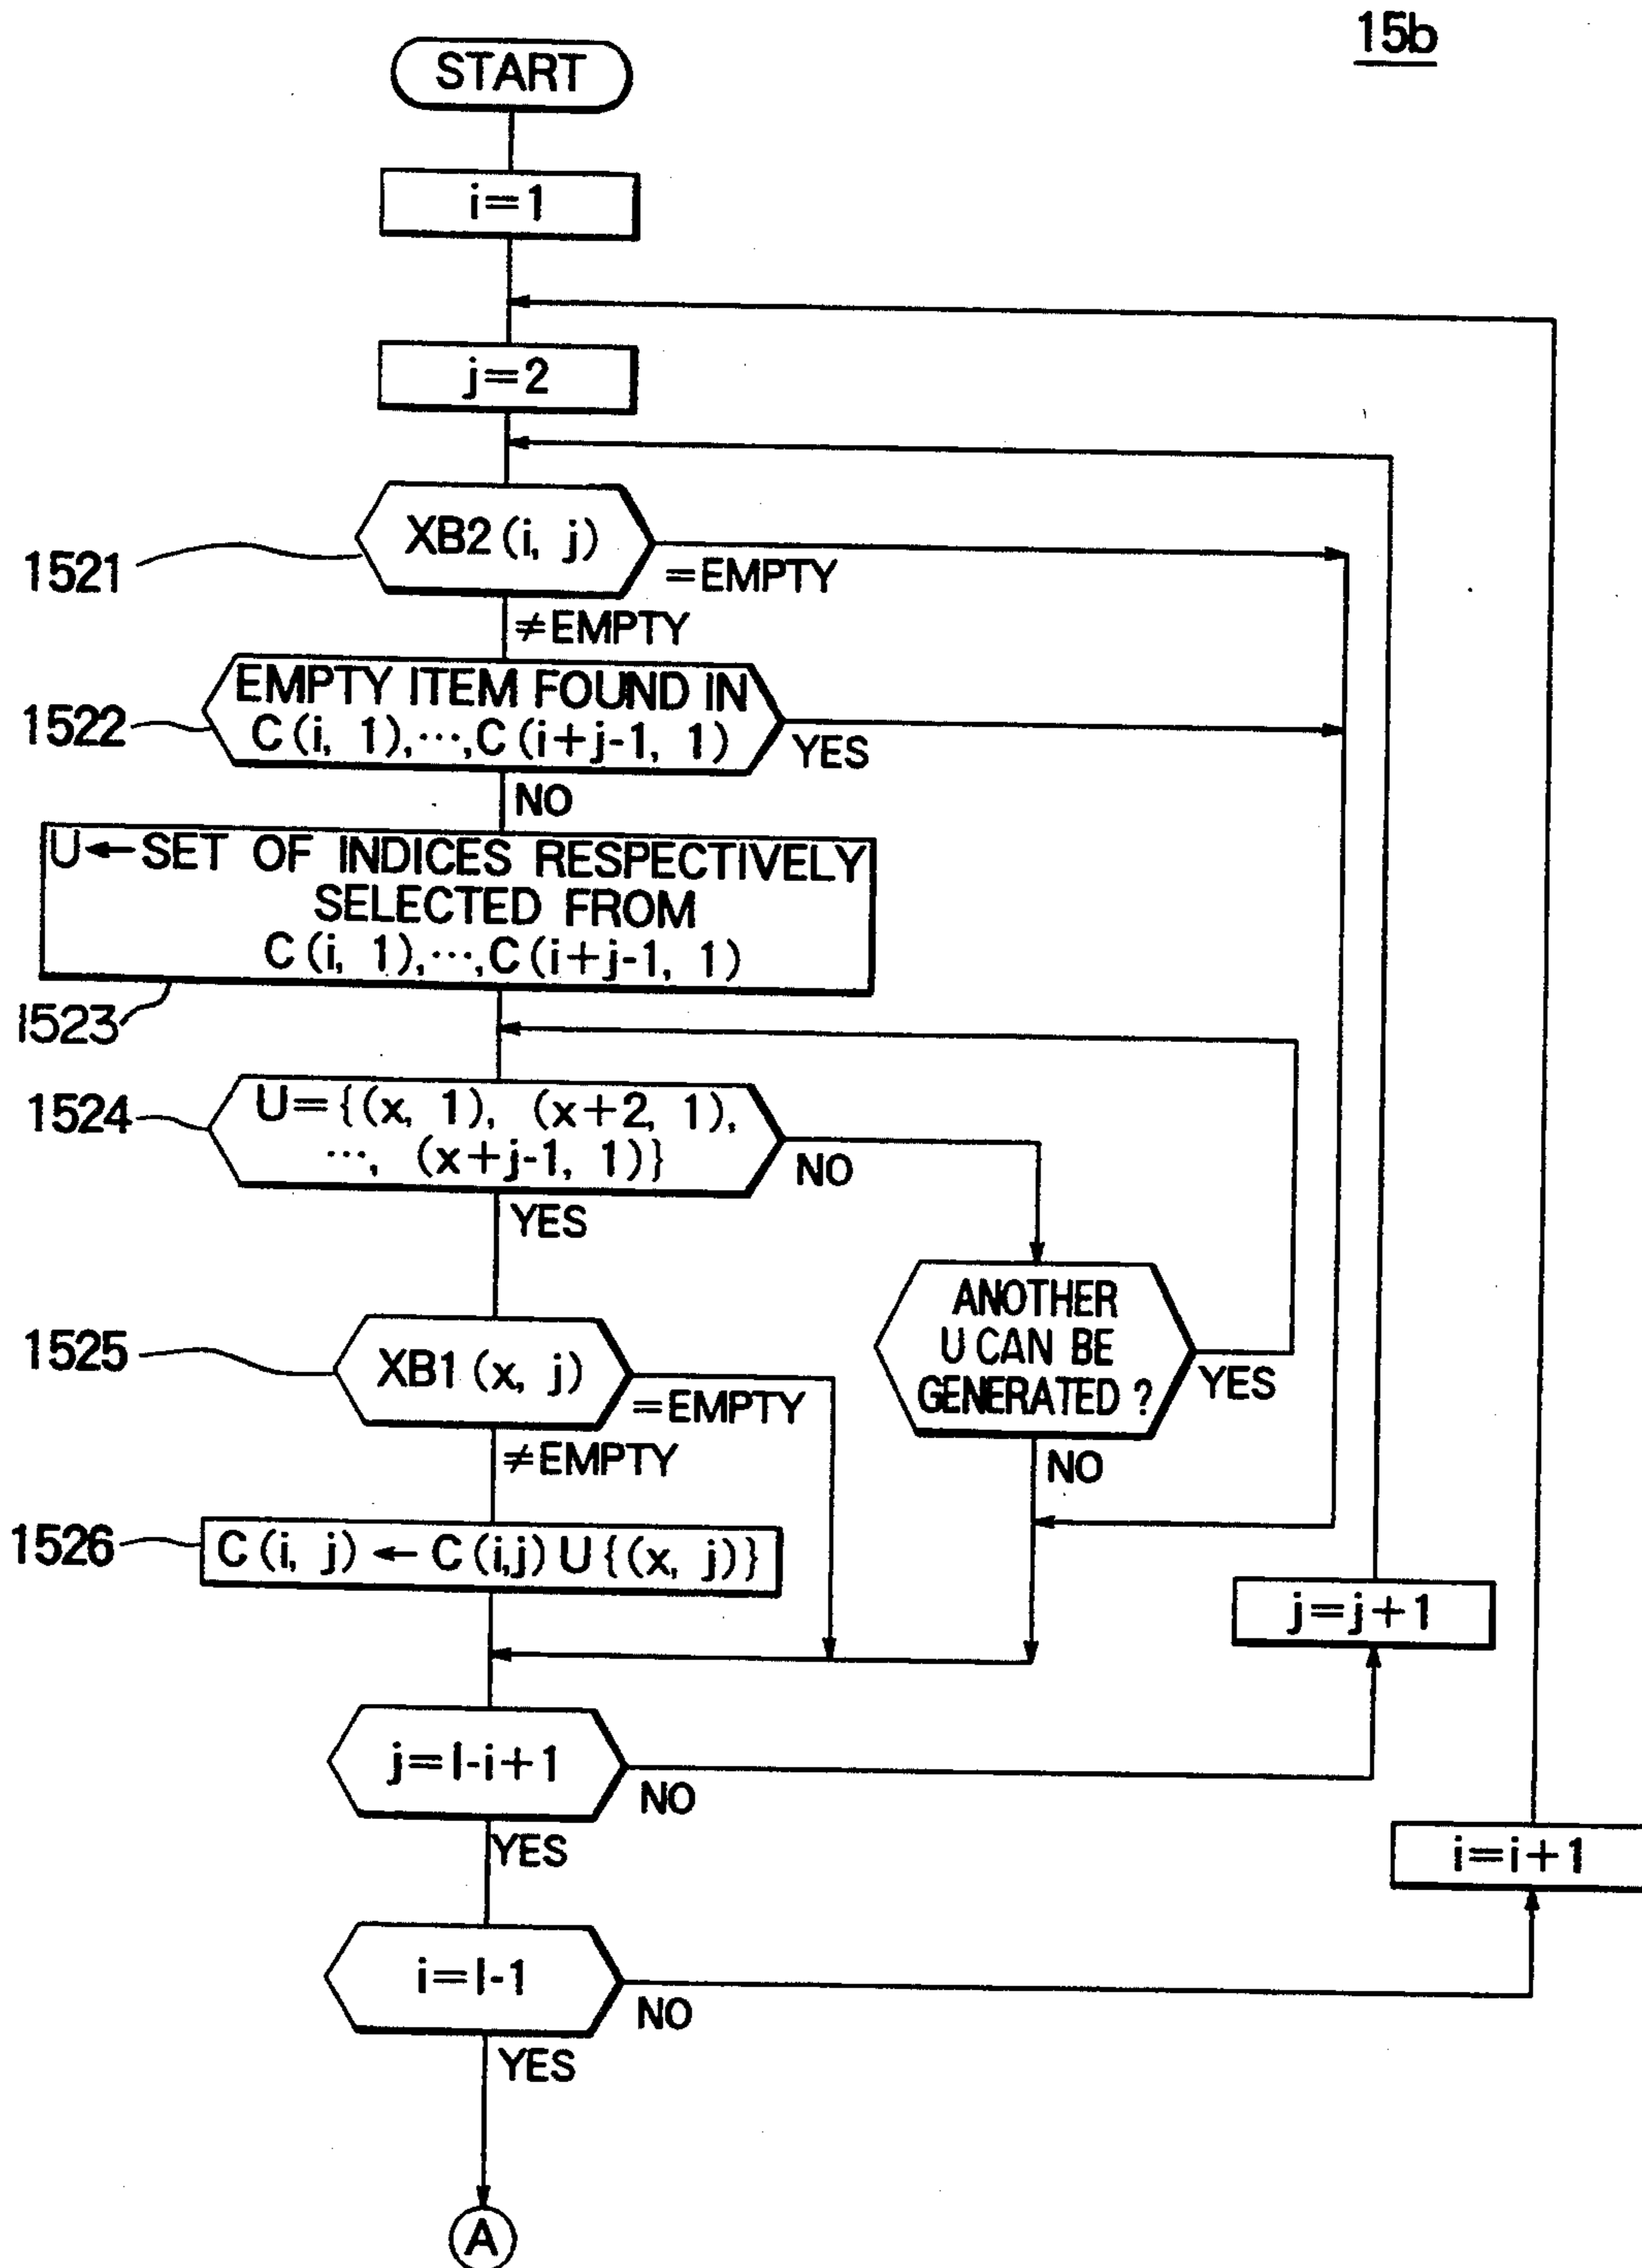 15b
START
i=1
j=2
XB2(i, j)
1521
=EMPTY
≠EMPTY
EMPTY ITEM FOUND IN
C(i, 1),…,C(i+j-1, 1)
1522
YES
NO
U←SET OF INDICES RESPECTIVELY
SELECTED FROM
C(i, 1),…,C(i+j-1, 1)
1523
U={(x, 1), (x+2, 1),
…, (x+j-1, 1)}
1524
NO
YES
ANOTHER
U CAN BE
GENERATED ?
YES
NO
XB1(x, j)
1525
=EMPTY
≠EMPTY
1526
C(i, j) ← C(i,j) U {(x, j)}
j=j+1
j=l-i+1
NO
YES
i=i+1
i=l-1
NO
YES
A